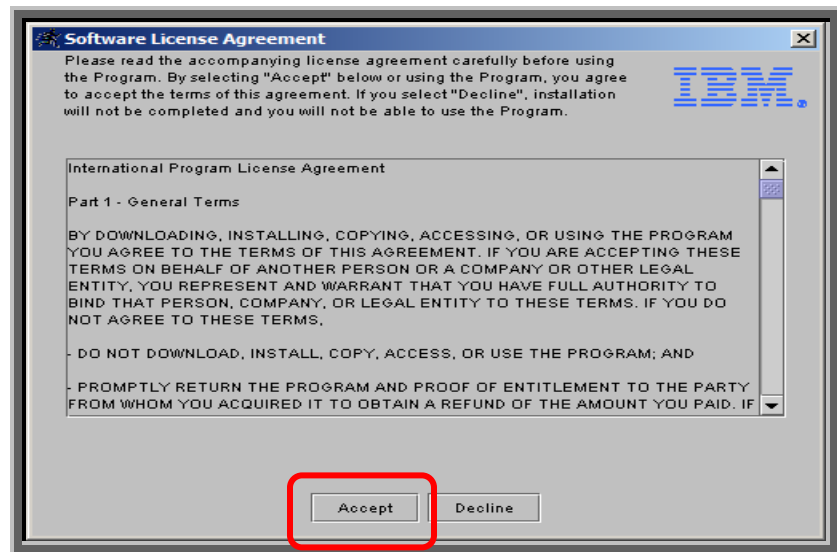 Software License Agreement
Please read the accompanying license agreement carefully before using
the Program. By selecting "Accept" below or using the Program, you agree
to accept the terms of this agreement. If you select "Decline", installation
will not be completed and you will not be able to use the Program.
IBM®
International Program License Agreement
Part 1 - General Terms
BY DOWNLOADING, INSTALLING, COPYING, ACCESSING, OR USING THE PROGRAM
YOU AGREE TO THE TERMS OF THIS AGREEMENT. IF YOU ARE ACCEPTING THESE
TERMS ON BEHALF OF ANOTHER PERSON OR A COMPANY OR OTHER LEGAL
ENTITY, YOU REPRESENT AND WARRANT THAT YOU HAVE FULL AUTHORITY TO
BIND THAT PERSON, COMPANY, OR LEGAL ENTITY TO THESE TERMS. IF YOU DO
NOT AGREE TO THESE TERMS,
- DO NOT DOWNLOAD, INSTALL, COPY, ACCESS, OR USE THE PROGRAM; AND
- PROMPTLY RETURN THE PROGRAM AND PROOF OF ENTITLEMENT TO THE PARTY
FROM WHOM YOU ACQUIRED IT TO OBTAIN A REFUND OF THE AMOUNT YOU PAID. IF
Accept
Decline